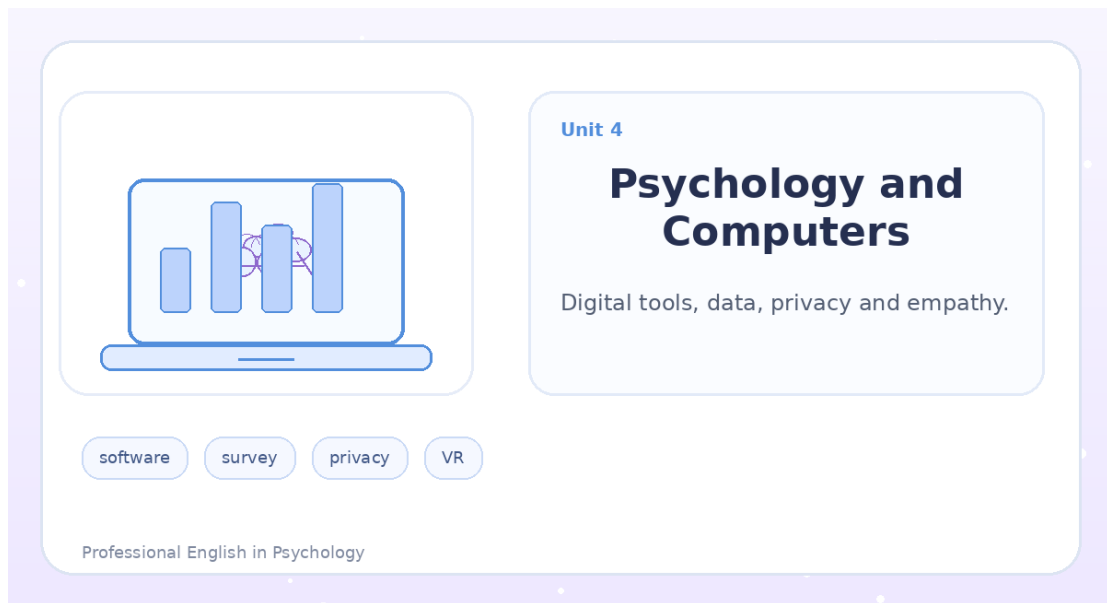 Unit 4
Psychology and
Computers
Digital tools, data, privacy and empathy.
software
survey
privacy
VR
Professional English in Psychology